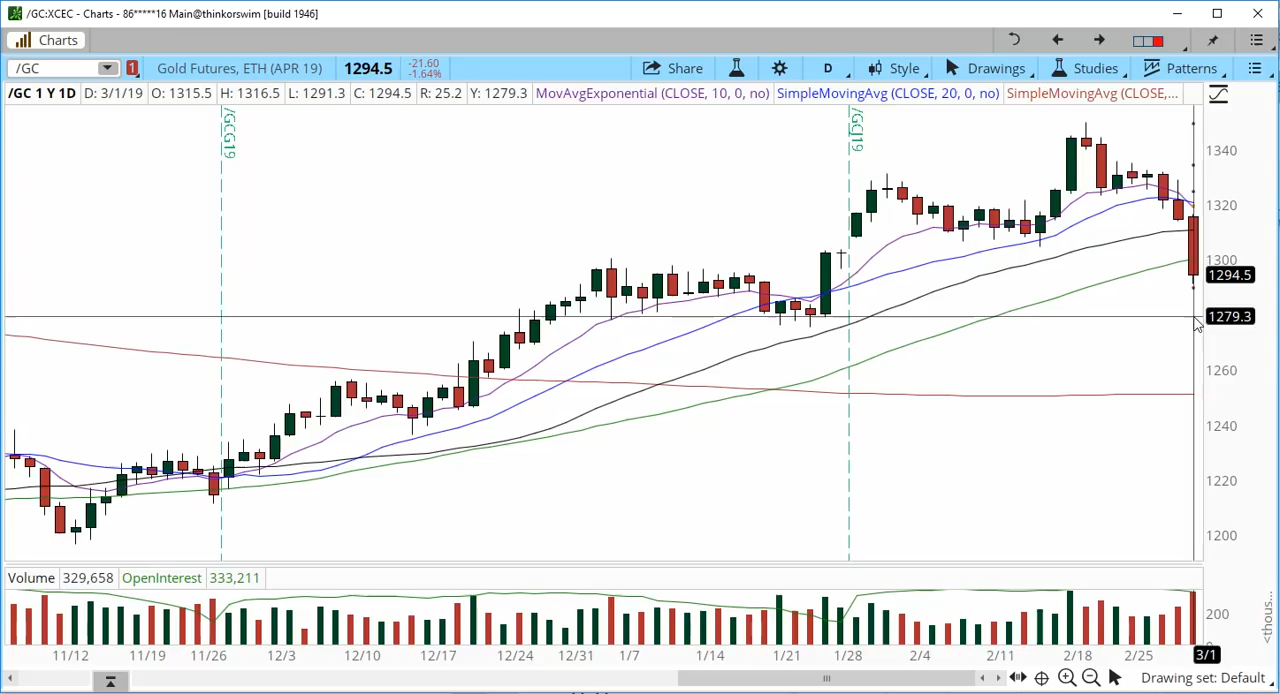 /GC:XCEC - Charts - 86*****16 Main@thinkorswim [build 1946]
Charts
/GC 1 Gold Futures, ETH (APR 19) 1294.5 -21.60 -1.64% Share D Style Drawings Studies Patterns
/GC 1 Y 1D D: 3/1/19 O: 1315.5 H: 1316.5 L: 1291.3 C: 1294.5 R: 25.2 Y: 1279.3 MovAvgExponential (CLOSE, 10, 0, no) SimpleMovingAvg (CLOSE, 20, 0, no) SimpleMovingAvg (CLOSE,...
/GCG19
/GCJ19
1340
1320
1300
1294.5
1279.3
1260
1240
1220
1200
Volume 329,658 OpenInterest 333,211
200
<thous...
11/12 11/19 11/26 12/3 12/10 12/17 12/24 12/31 1/7 1/14 1/21 1/28 2/4 2/11 2/18 2/25 3/1
Drawing set: Default